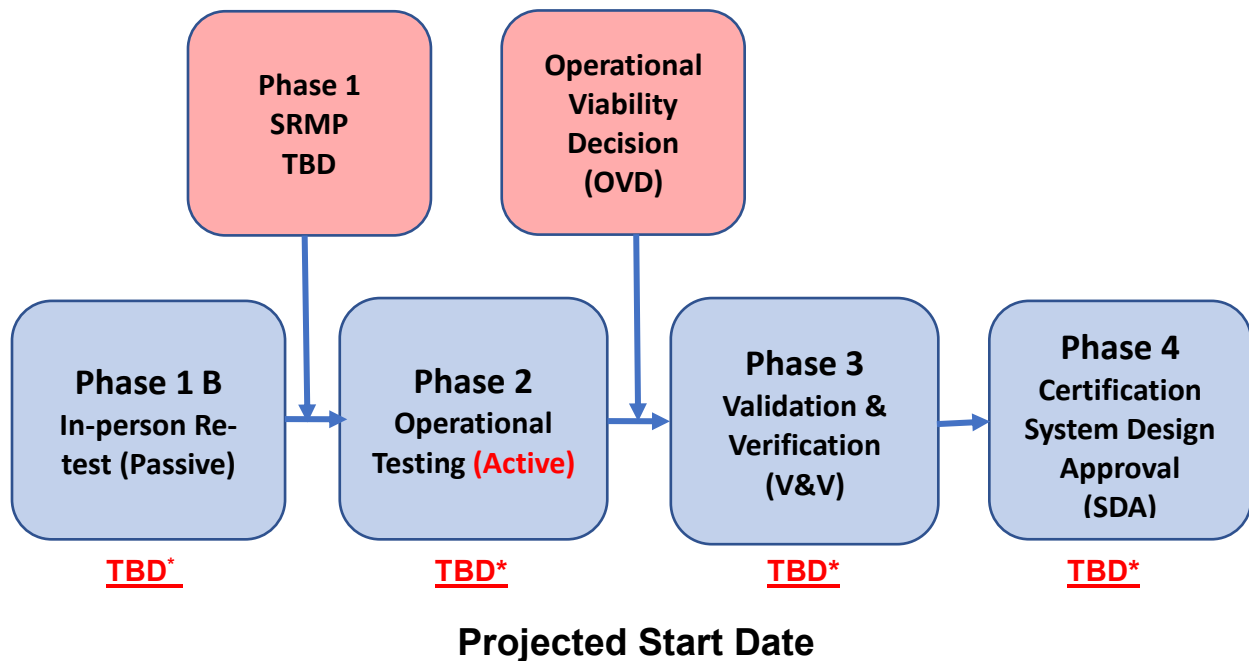 Phase 1
SRMP
TBD
Operational
Viability
Decision
(OVD)
Phase 1 B
In-person Re-
test (Passive)
Phase 2
Operational
Testing (Active)
Phase 3
Validation &
Verification
(V&V)
Phase 4
Certification
System Design
Approval
(SDA)
TBD*
TBD*
TBD*
TBD*
Projected Start Date